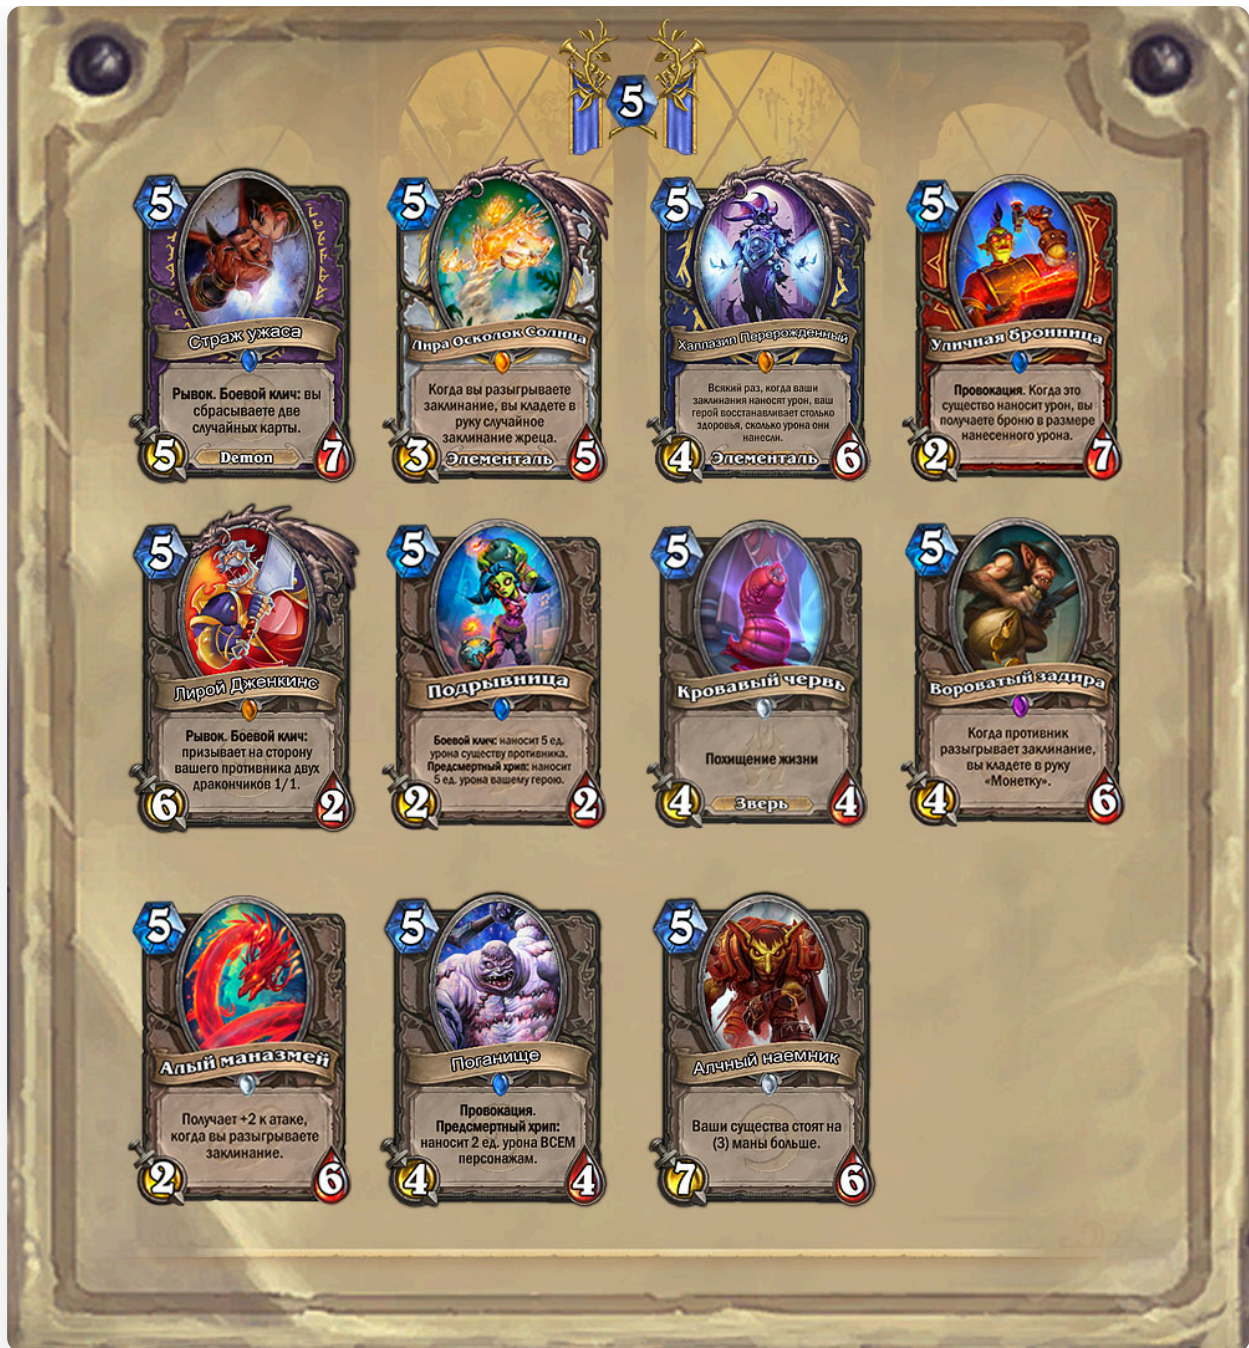 5
5
Страж ужаса
Рывок. Боевой клич: вы
сбрасываете две
случайных карты.
5
Demon
7
5
Лира Осколок Солнца
Когда вы разыгрываете
заклинание, вы кладете в
руку случайное
заклинание жреца.
3
Элементаль
5
5
Халлазил Перерожденный
Всякий раз, когда ваши
заклинания наносят урон, ваш
герой восстанавливает столько
здоровья, сколько урона они
нанесли.
4
Элементаль
6
5
Уличная бронница
Провокация. Когда это
существо наносит урон, вы
получаете броню в размере
нанесенного урона.
2
7
5
Лирой Дженкинс
Рывок. Боевой клич:
призывает на сторону
вашего противника двух
дракончиков 1/1.
6
2
5
Подрывница
Боевой клич: наносит 5 ед.
урона существу противника.
Предсмертный хрип: наносит
5 ед. урона вашему герою.
2
2
5
Кровавый червь
Похищение жизни
4
Зверь
4
5
Вороватый задира
Когда противник
разыгрывает заклинание,
вы кладете в руку
«Монетку».
4
6
5
Алый маназмей
Получает +2 к атаке,
когда вы разыгрываете
заклинание.
2
6
5
Поганище
Провокация.
Предсмертный хрип:
наносит 2 ед. урона ВСЕМ
персонажам.
4
4
5
Алчный наемник
Ваши существа стоят на
(3) маны больше.
7
6